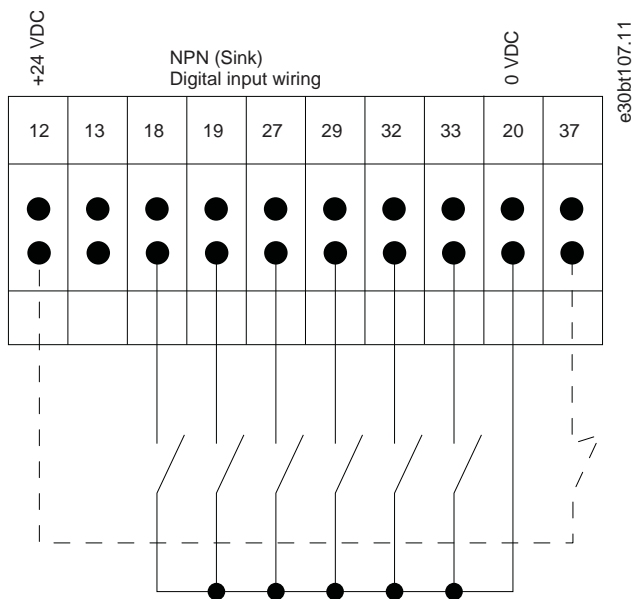 +24 VDC
NPN (Sink)
Digital input wiring
0 VDC
e30bt107.11
12 13 18 19 27 29 32 33 20 37